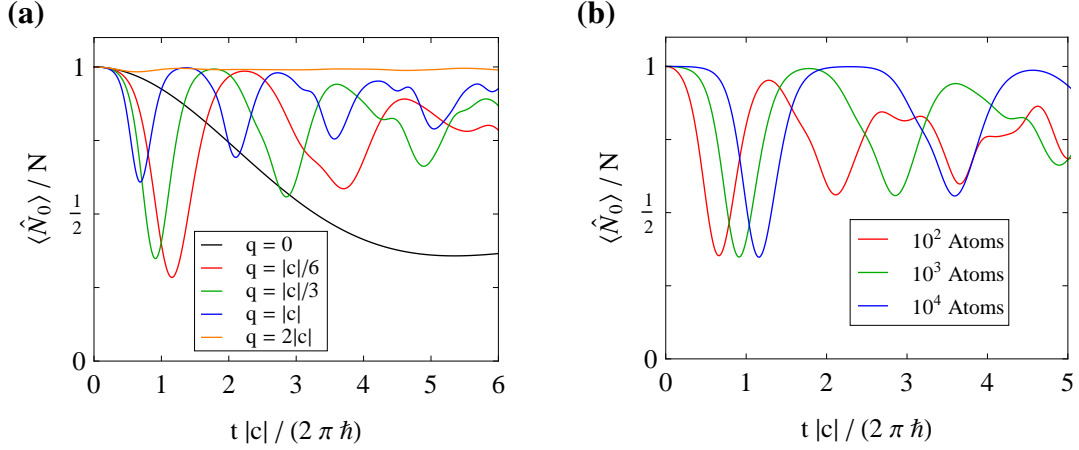 (a)
⟨N̂₀⟩ / N
1
1/2
0
q = 0
q = |c|/6
q = |c|/3
q = |c|
q = 2|c|
0 1 2 3 4 5 6
t |c| / (2 π ħ)
(b)
⟨N̂₀⟩ / N
1
1/2
0
10² Atoms
10³ Atoms
10⁴ Atoms
0 1 2 3 4 5
t |c| / (2 π ħ)